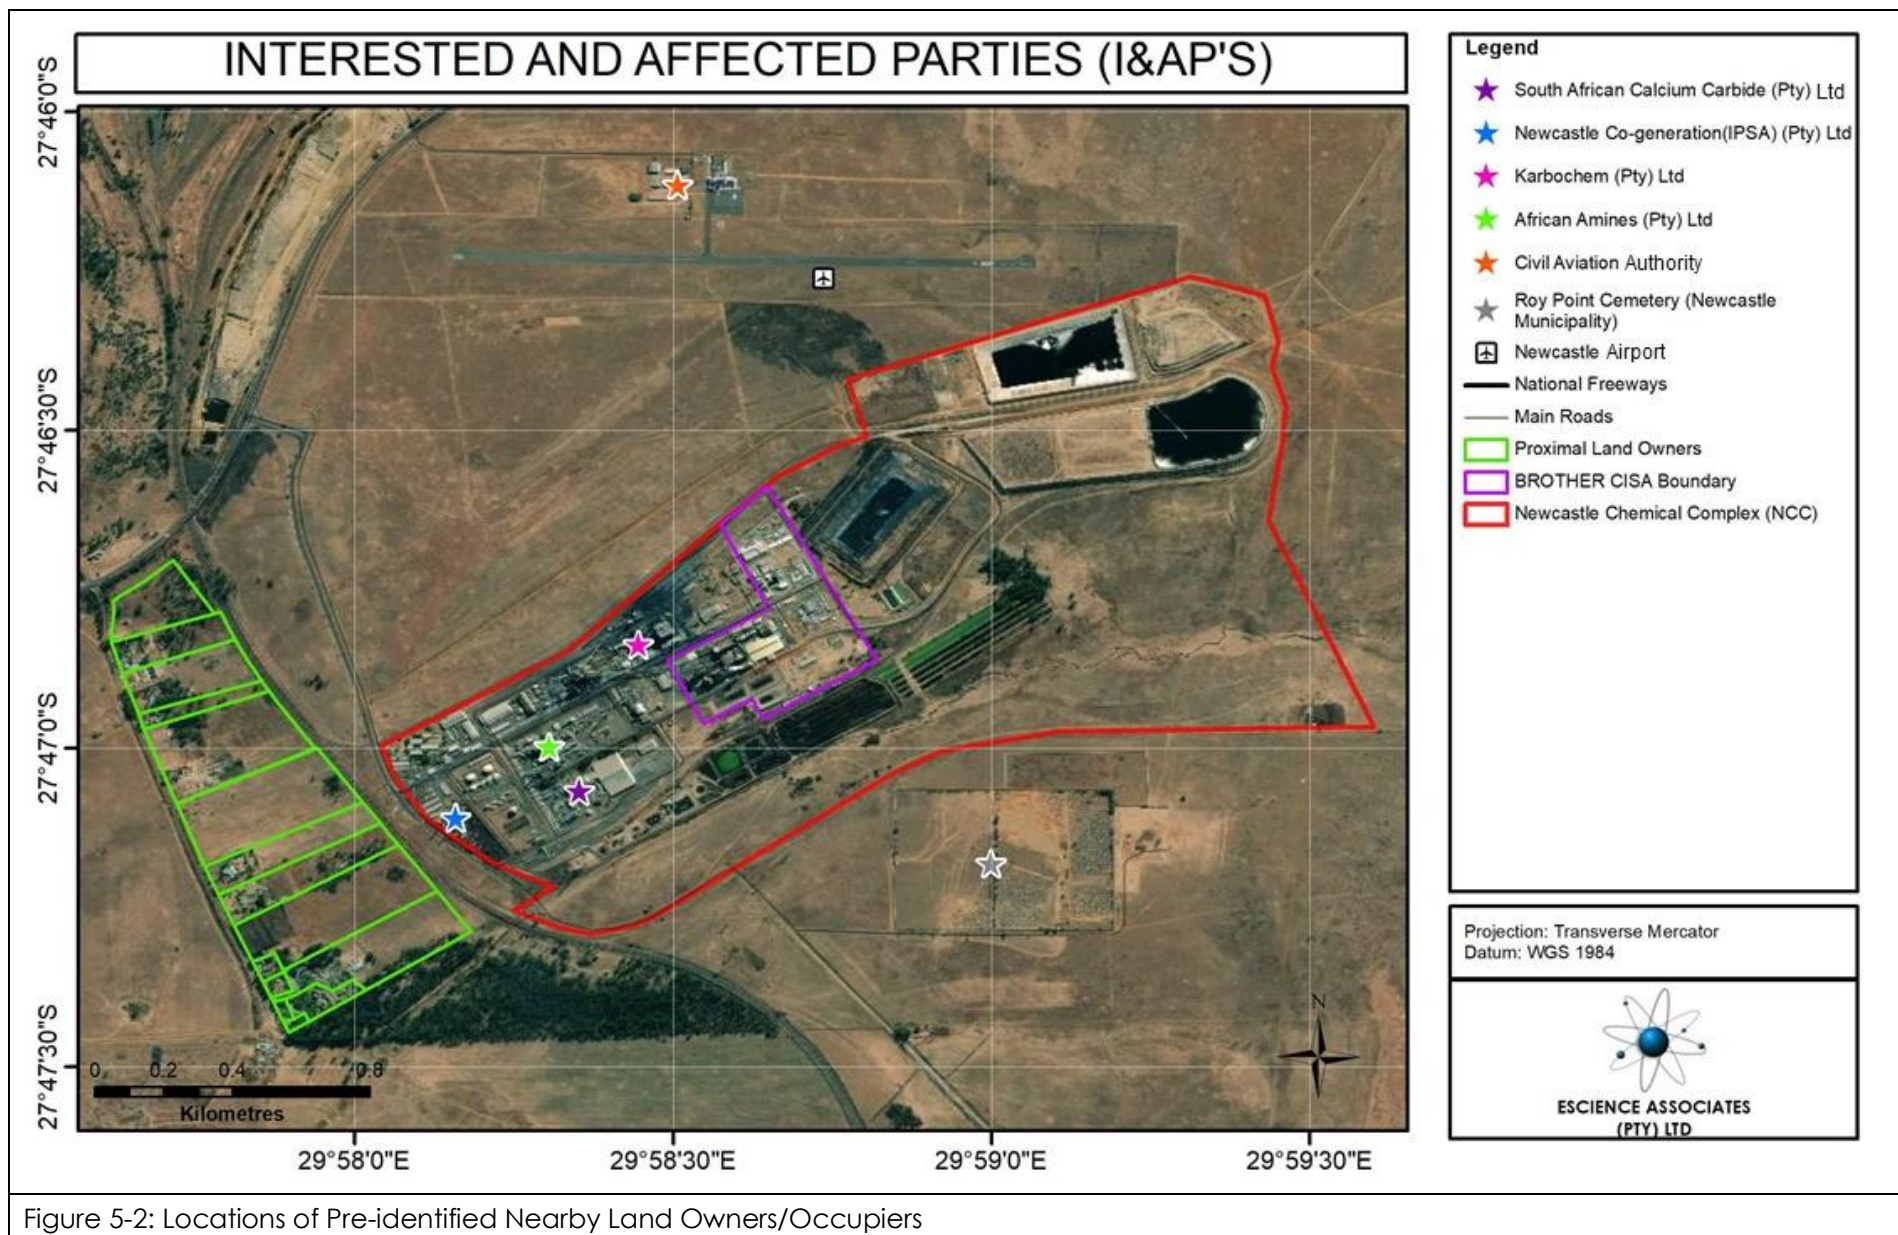 INTERESTED AND AFFECTED PARTIES (I&AP'S)
27°46'0"S
27°46'30"S
27°47'0"S
27°47'30"S
N
0 0.2 0.4 0.8
Kilometres
29°58'0"E 29°58'30"E 29°59'0"E 29°59'30"E
Legend
South African Calcium Carbide (Pty) Ltd
Newcastle Co-generation(IPSA) (Pty) Ltd
Karbochem (Pty) Ltd
African Amines (Pty) Ltd
Civil Aviation Authority
Roy Point Cemetery (Newcastle
Municipality)
Newcastle Airport
National Freeways
Main Roads
Proximal Land Owners
BROTHER CISA Boundary
Newcastle Chemical Complex (NCC)
Projection: Transverse Mercator
Datum: WGS 1984
ESCIENCE ASSOCIATES
(PTY) LTD
Figure 5-2: Locations of Pre-identified Nearby Land Owners/Occupiers